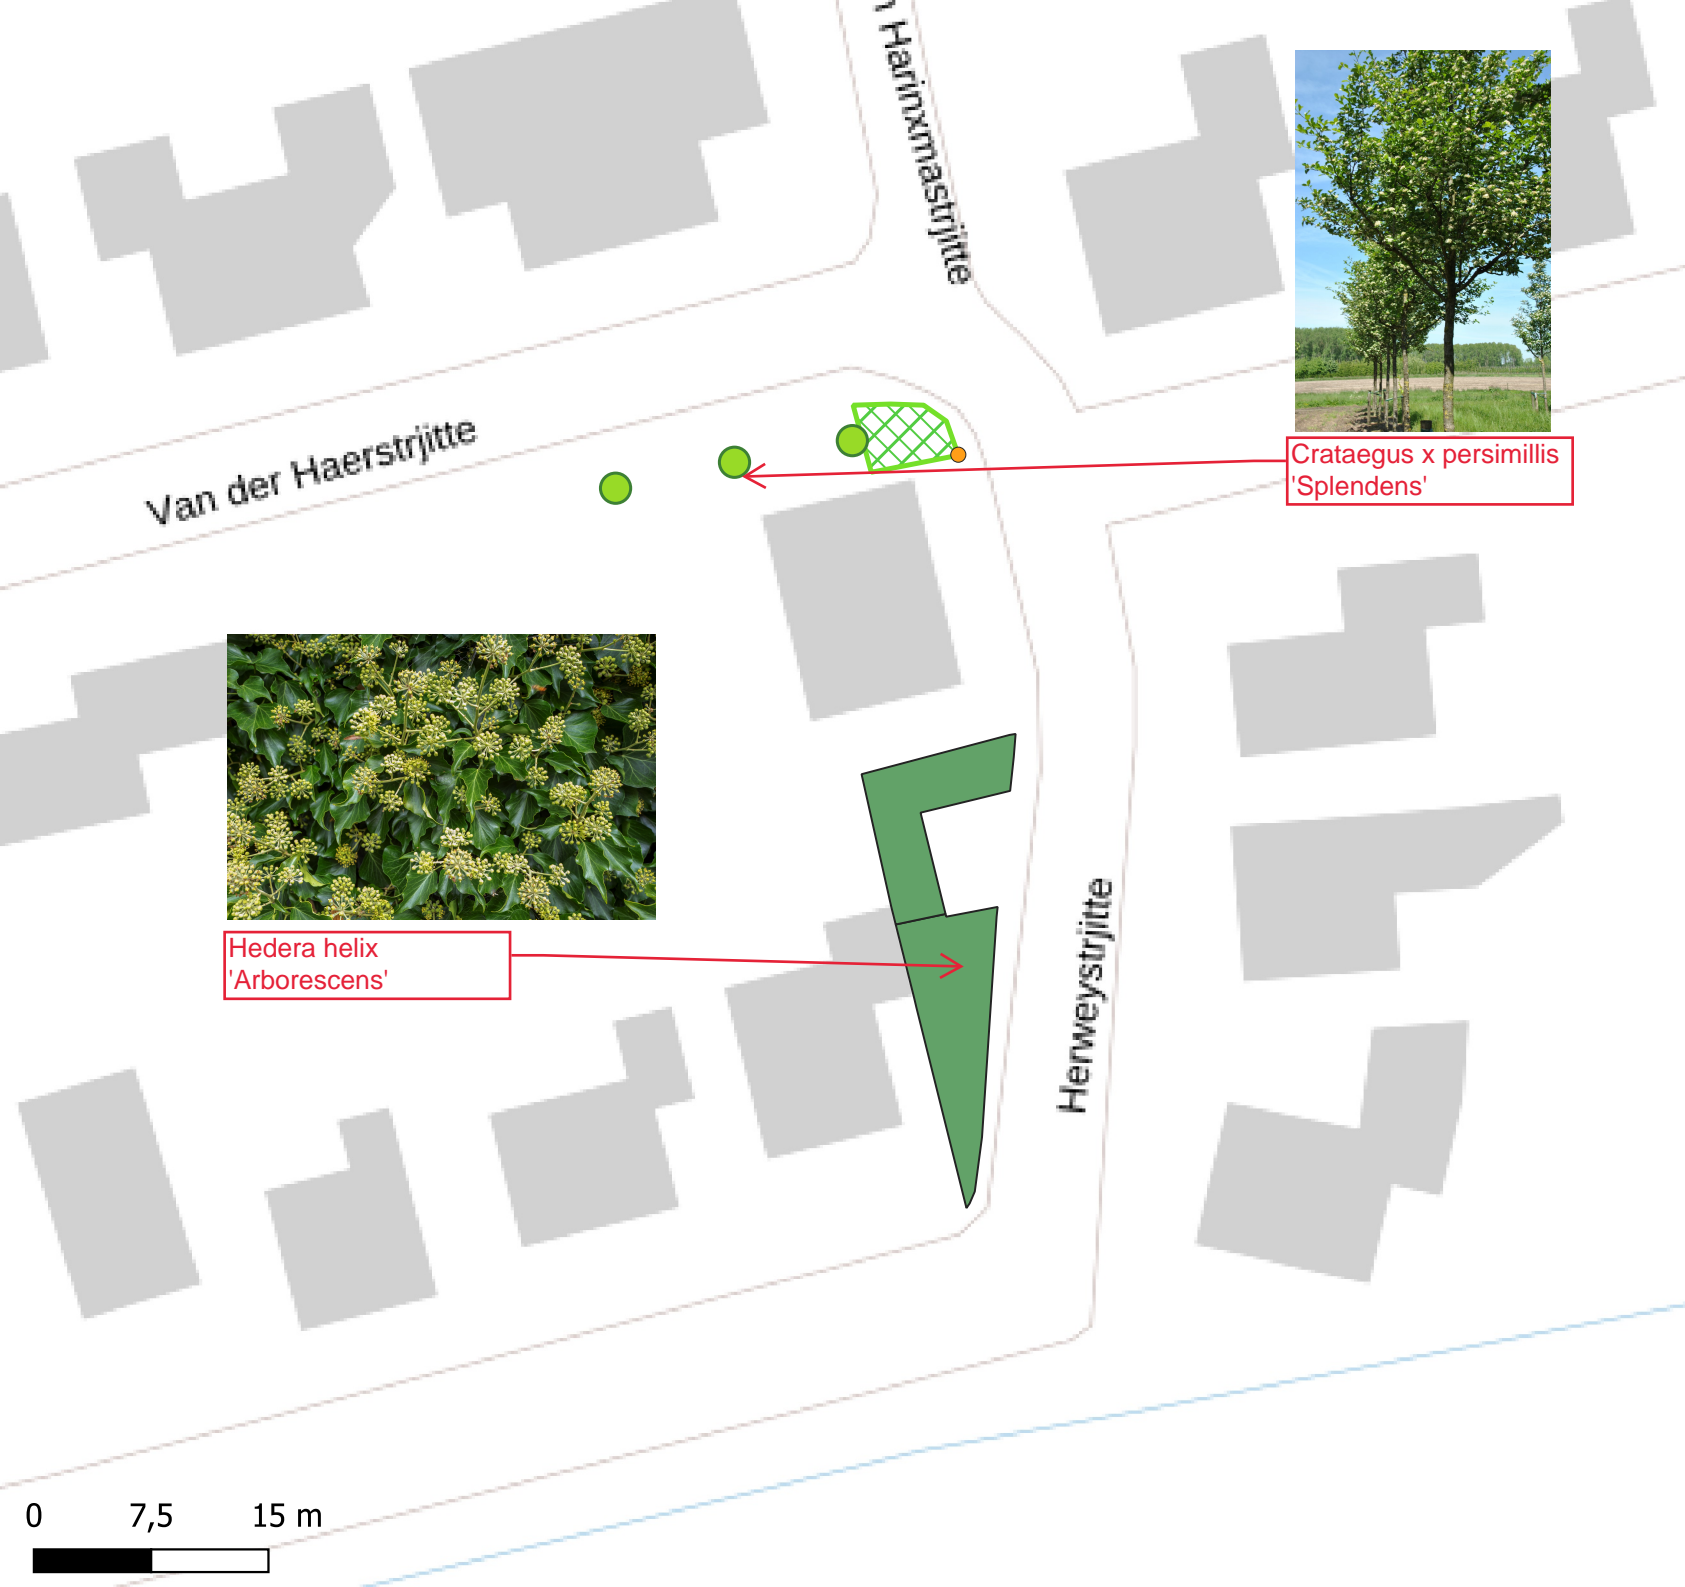 n Harinxmastrjitte
Van der Haerstrjitte
Crataegus x persimillis
'Splendens'
Hedera helix
'Arborescens'
Herweystrjitte
0 7,5 15 m